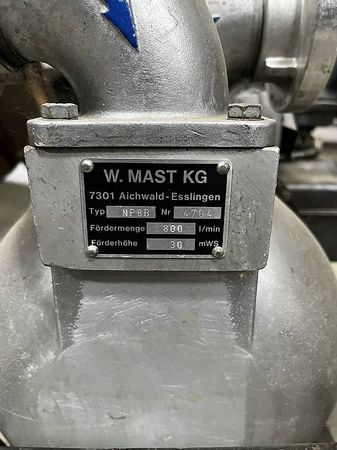 W. MAST KG
7301 Aichwald-Esslingen
Typ NP8B Nr 4704
Fördermenge 800 l/min
Förderhöhe 30 mWS